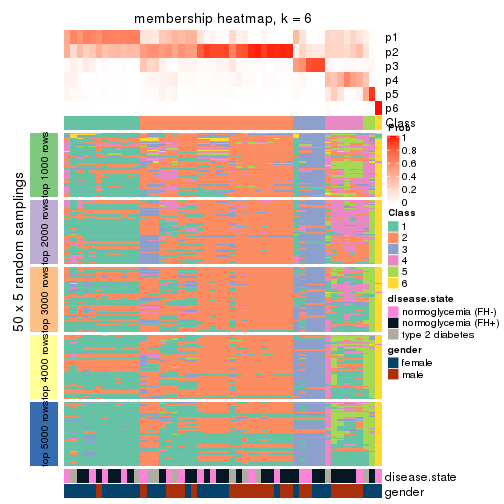 membership heatmap, k = 6
p1
p2
p3
p4
p5
p6
Class
Prob
1
0.8
0.6
0.4
0.2
0
Class
1
2
3
4
5
6
disease.state
normoglycemia (FH-)
normoglycemia (FH+)
type 2 diabetes
gender
female
male
50 x 5 random samplings
top 1000 rows
top 2000 rows
top 3000 rows
top 4000 rows
top 5000 rows
disease.state
gender